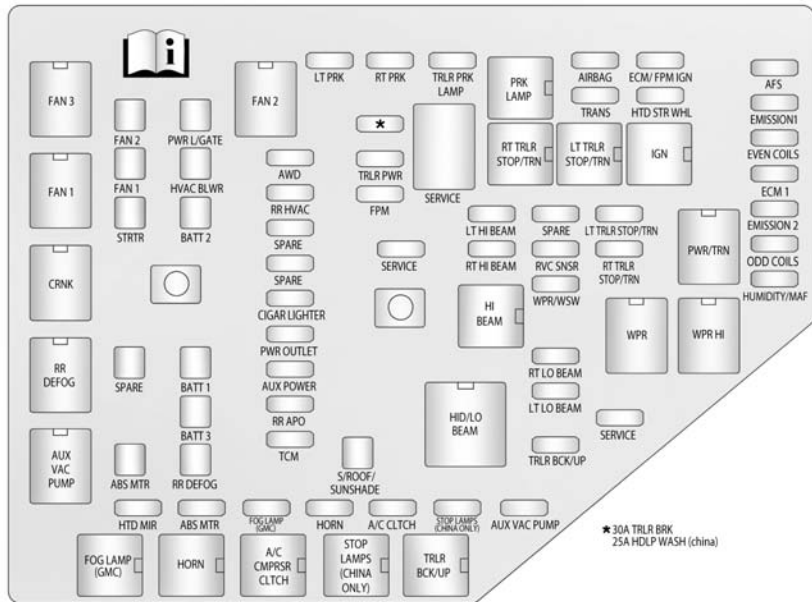 i
FAN 3
FAN 2
LT PRK
RT PRK
TRLR PRK
LAMP
PRK
LAMP
AIRBAG
ECM/ FPM IGN
AFS
TRANS
HTD STR WHL
EMISSION1
FAN 2
PWR L/GATE
*
RT TRLR
STOP/TRN
LT TRLR
STOP/TRN
IGN
EVEN COILS
FAN 1
FAN 1
HVAC BLWR
AWD
TRLR PWR
SERVICE
ECM 1
RR HVAC
FPM
EMISSION 2
STRTR
BATT 2
SPARE
LT HI BEAM
SPARE
LT TRLR STOP/TRN
PWR/TRN
ODD COILS
SERVICE
RT HI BEAM
RVC SNSR
RT TRLR
STOP/TRN
SPARE
HUMIDITY/MAF
CRNK
WPR/WSW
CIGAR LIGHTER
HI
BEAM
WPR
WPR HI
PWR OUTLET
RR
DEFOG
SPARE
BATT 1
AUX POWER
RT LO BEAM
RR APO
LT LO BEAM
BATT 3
HID/LO
BEAM
SERVICE
TCM
AUX
VAC
PUMP
ABS MTR
RR DEFOG
S/ROOF/
SUNSHADE
TRLR BCK/UP
HTD MIR
ABS MTR
FOG LAMP
(GMC)
HORN
A/C CLTCH
STOP LAMPS
(CHINA ONLY)
AUX VAC PUMP
* 30A TRLR BRK
25A HDLP WASH (china)
FOG LAMP
(GMC)
HORN
A/C
CMPRSR
CLTCH
STOP
LAMPS
(CHINA
ONLY)
TRLR
BCK/UP